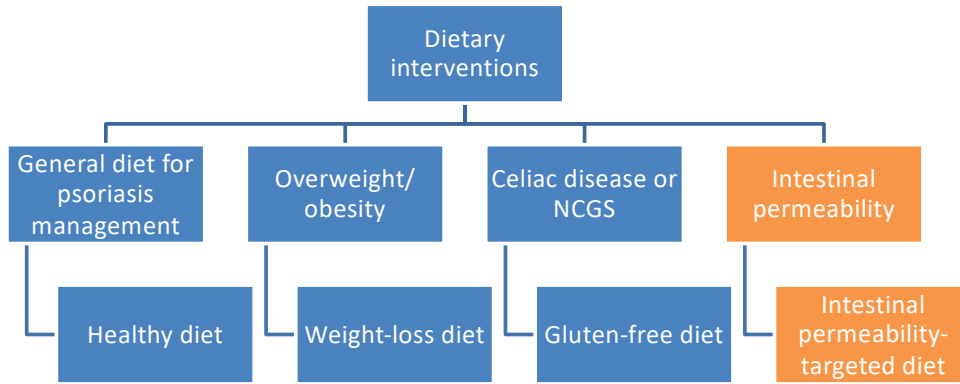 Dietary
interventions
General diet for
psoriasis
management
Overweight/
obesity
Celiac disease or
NCGS
Intestinal
permeability
Healthy diet
Weight-loss diet
Gluten-free diet
Intestinal
permeability-
targeted diet